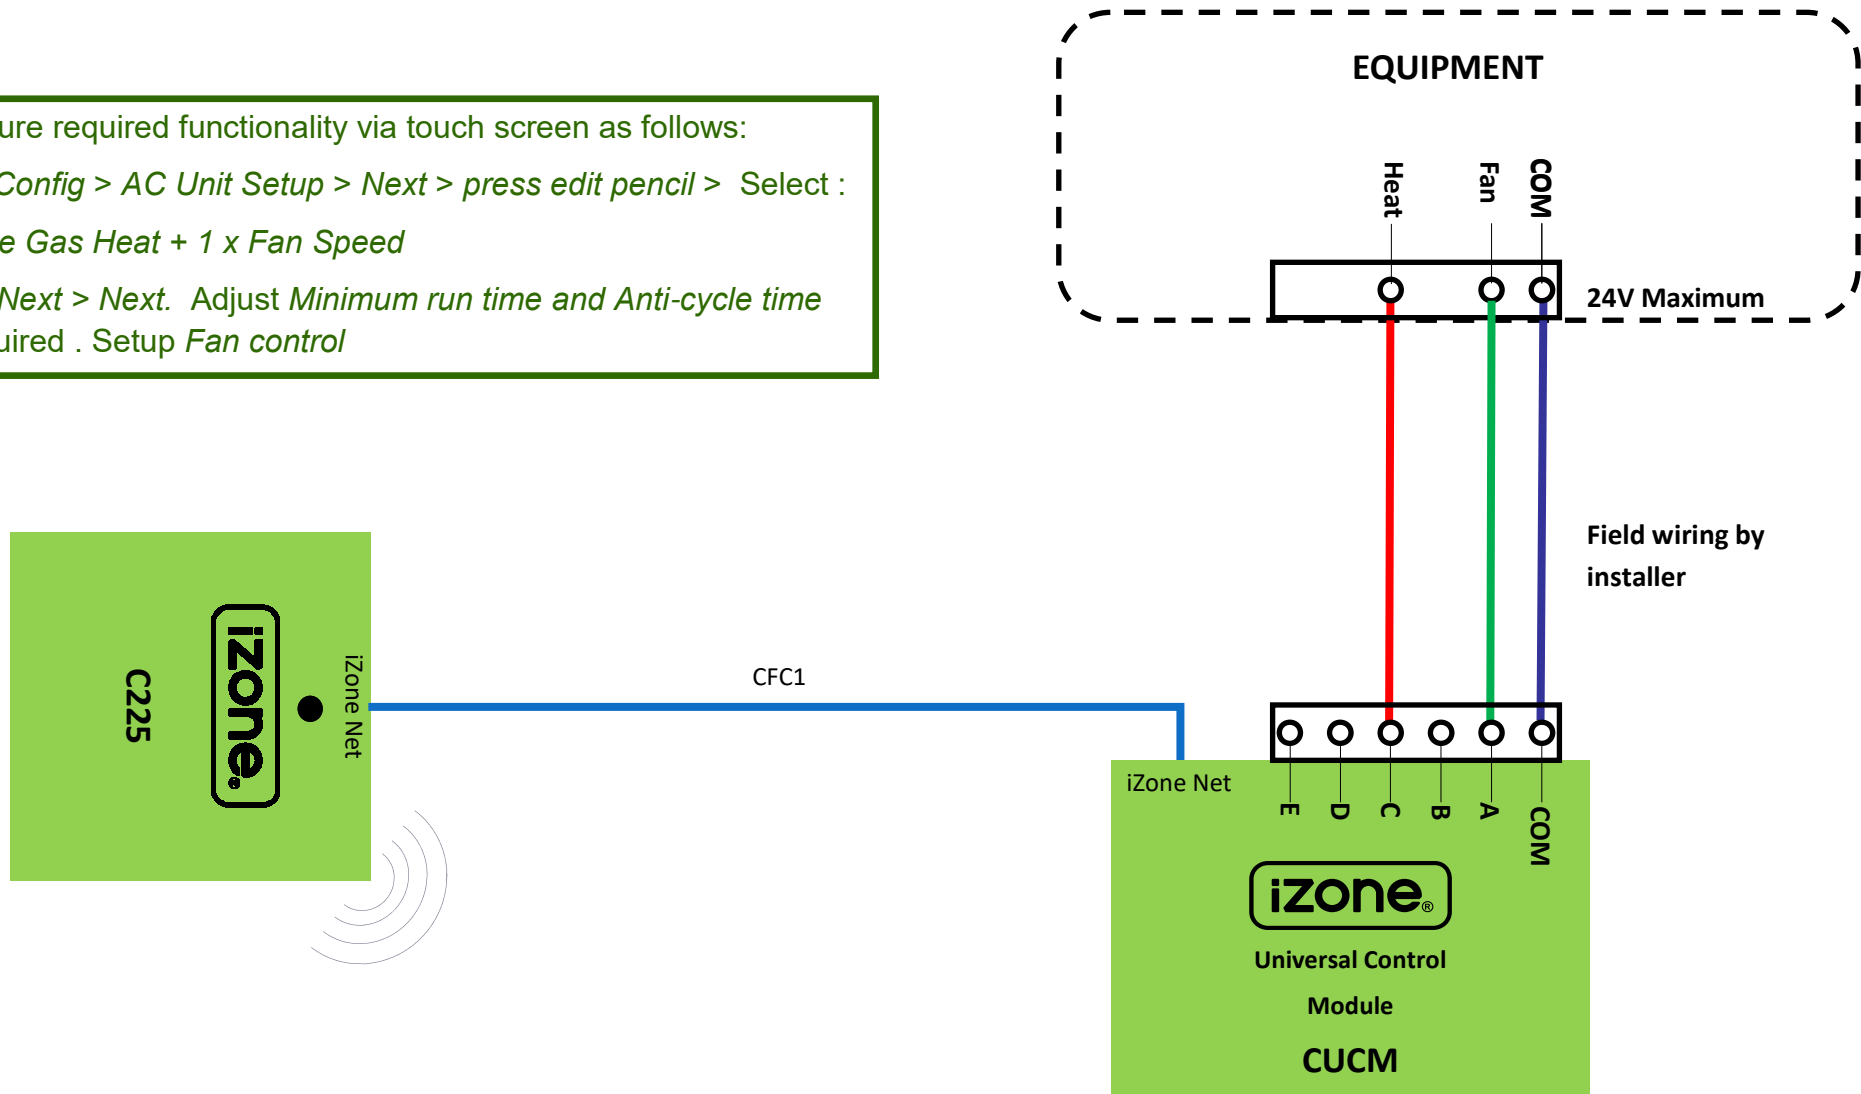 EQUIPMENT
ure required functionality via touch screen as follows:
Config > AC Unit Setup > Next > press edit pencil > Select :
e Gas Heat + 1 x Fan Speed
Next > Next. Adjust Minimum run time and Anti-cycle time
uired . Setup Fan control
Heat
Fan
COM
24V Maximum
Field wiring by
installer
C225
izone®
iZone Net
CFC1
iZone Net
E
D
C
B
A
COM
izone®
Universal Control
Module
CUCM